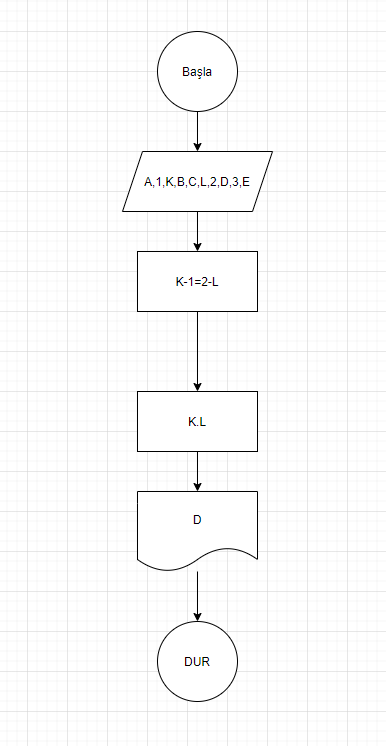 Başla
A,1,K,B,C,L,2,D,3,E
K-1=2-L
K.L
D
DUR